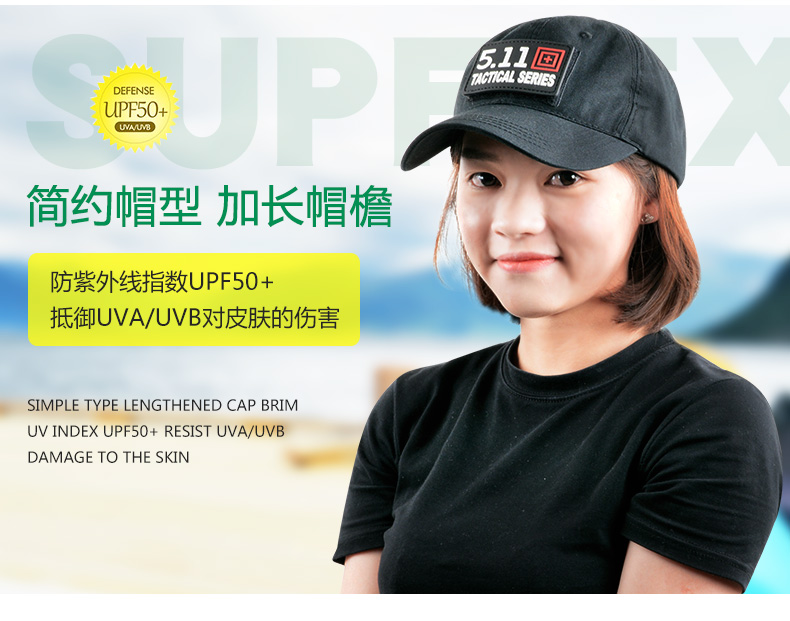 DEFENSE
UPF50+
UVA/UVB
5.11
TACTICAL SERIES
简约帽型 加长帽檐
防紫外线指数UPF50+
抵御UVA/UVB对皮肤的伤害
SIMPLE TYPE LENGTHENED CAP BRIM
UV INDEX UPF50+ RESIST UVA/UVB
DAMAGE TO THE SKIN